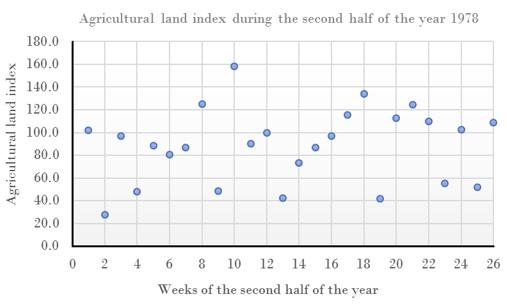 Agricultural land index during the second half of the year 1978
Agricultural land index
180.0
160.0
140.0
120.0
100.0
80.0
60.0
40.0
20.0
0.0
0 2 4 6 8 10 12 14 16 18 20 22 24 26
Weeks of the second half of the year